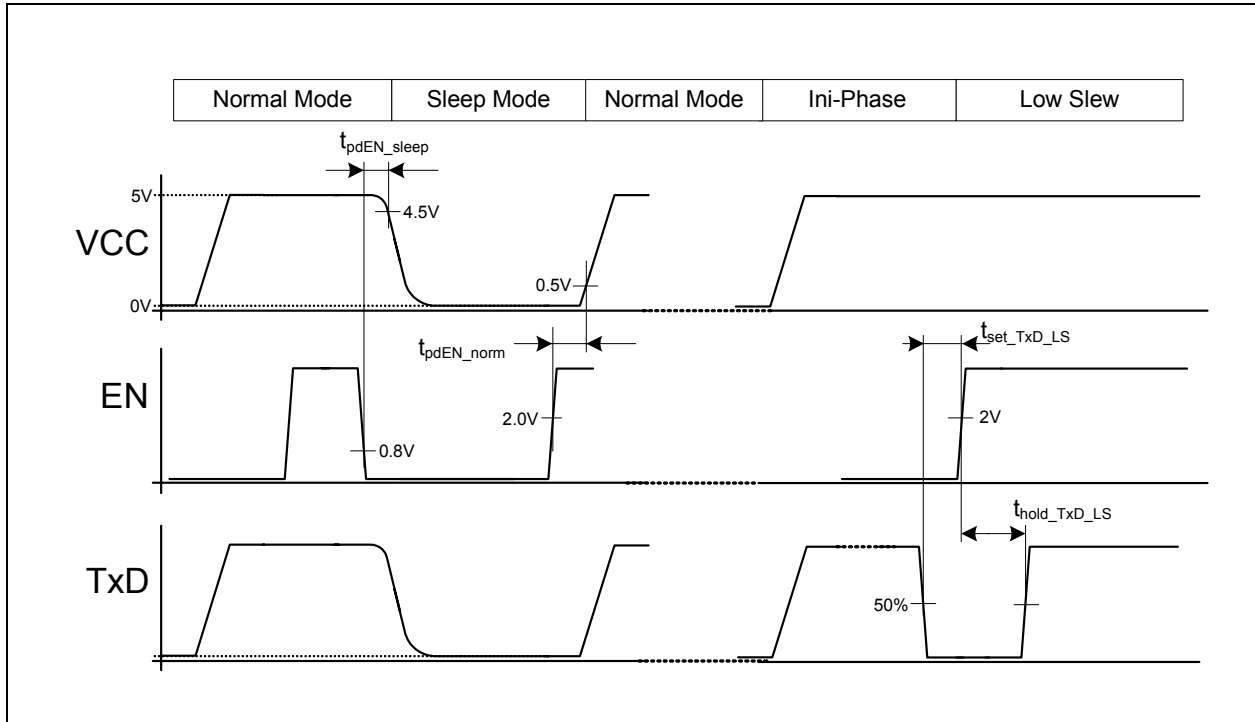 Normal Mode Sleep Mode Normal Mode Ini-Phase Low Slew
tpdEN_sleep
5V
4.5V
VCC
0.5V
0V
tpdEN_norm
tset_TxD_LS
EN
2.0V
2V
0.8V
thold_TxD_LS
TxD
50%